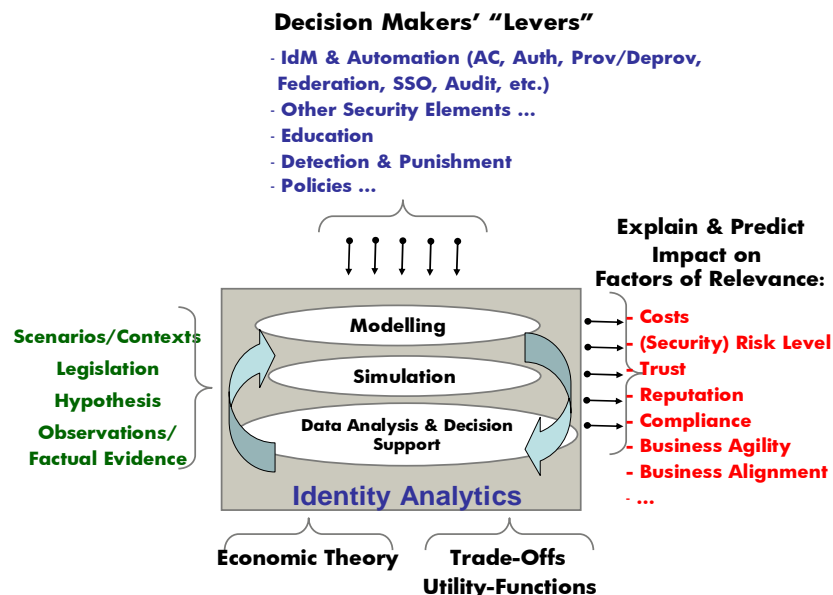 Decision Makers' “Levers”
- IdM & Automation (AC, Auth, Prov/Deprov,
Federation, SSO, Audit, etc.)
- Other Security Elements ...
- Education
- Detection & Punishment
- Policies ...
Explain & Predict
Impact on
Factors of Relevance:
Scenarios/Contexts
Legislation
Hypothesis
Observations/
Factual Evidence
Modelling
Simulation
Data Analysis & Decision
Support
Identity Analytics
- Costs
- (Security) Risk Level
- Trust
- Reputation
- Compliance
- Business Agility
- Business Alignment
- ...
Economic Theory
Trade-Offs
Utility-Functions